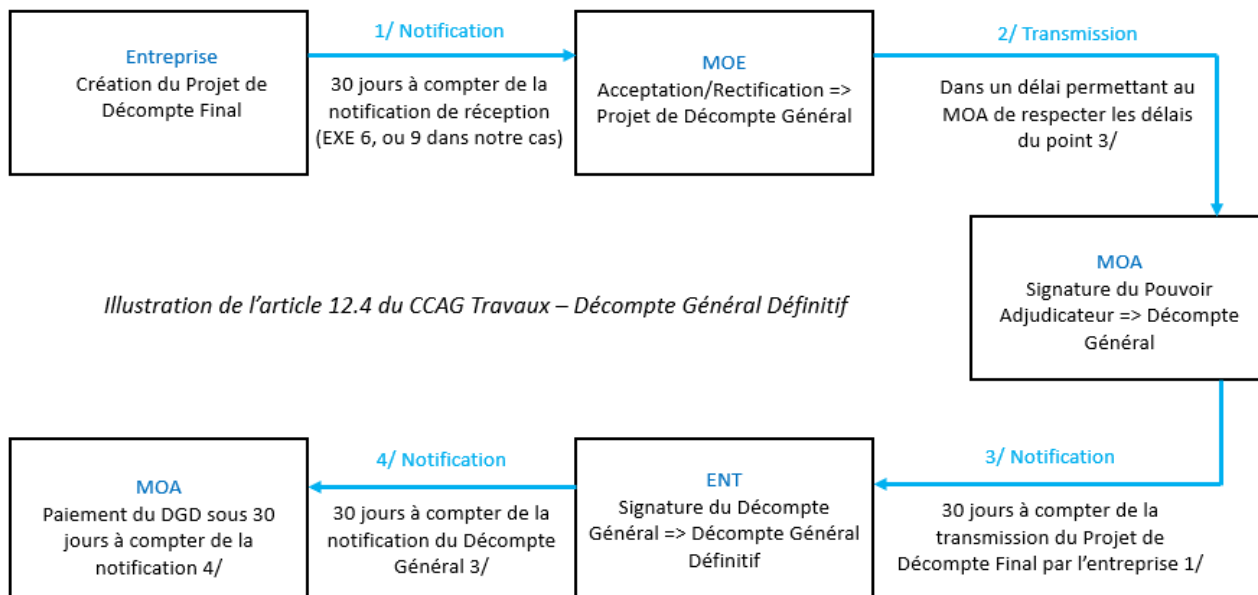 Entreprise
Création du Projet de
Décompte Final
1/ Notification
30 jours à compter de la
notification de réception
(EXE 6, ou 9 dans notre cas)
MOE
Acceptation/Rectification =>
Projet de Décompte Général
2/ Transmission
Dans un délai permettant au
MOA de respecter les délais
du point 3/
MOA
Signature du Pouvoir
Adjudicateur => Décompte
Général
Illustration de l'article 12.4 du CCAG Travaux – Décompte Général Définitif
3/ Notification
30 jours à compter de la
transmission du Projet de
Décompte Final par l'entreprise 1/
ENT
Signature du Décompte
Général => Décompte Général
Définitif
4/ Notification
30 jours à compter de la
notification du Décompte
Général 3/
MOA
Paiement du DGD sous 30
jours à compter de la
notification 4/